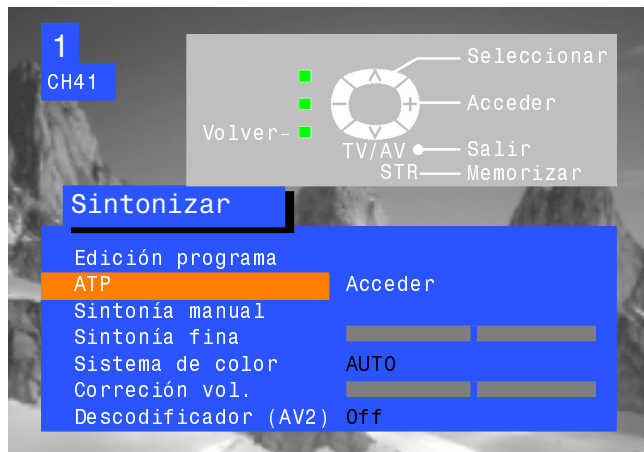 1
CH41
Seleccionar
Acceder
Volver
TV/AV Salir
STR Memorizar
Sintonizar
Edición programa
ATP Acceder
Sintonía manual
Sintonía fina
Sistema de color AUTO
Correción vol.
Descodificador (AV2) Off